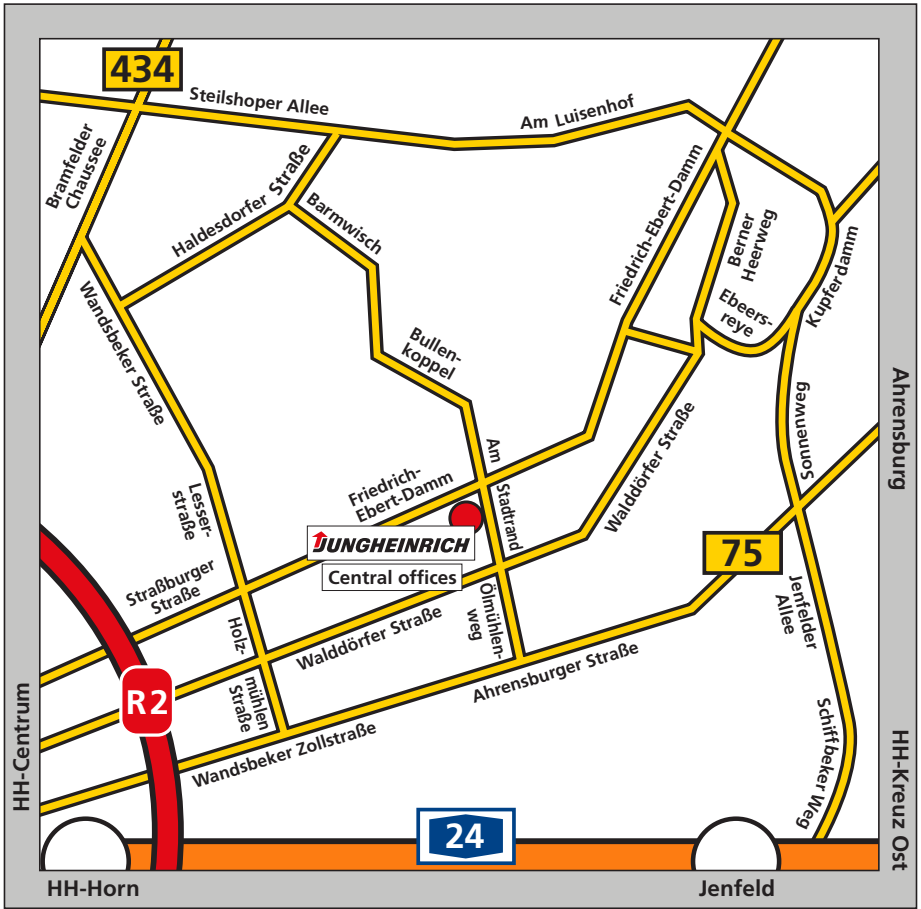 434
Steilshoper Allee
Am Luisenhof
Bramfelder
Chaussee
Haldesdorfer Straße
Barmwisch
Friedrich-Ebert-Damm
Berner
Heerweg
Kupferdamm
Ebeers-
reye
Wandsbeker Straße
Bullen-
koppel
Ahrensburg
Sonnenweg
Am
Stadtrand
Walddörfer Straße
Friedrich-
Ebert-Damm
Lesser-
straße
JUNGHEINRICH
Central offices
75
Straßburger
Straße
Jenfelder
Allee
Ölmühlen-
weg
Holz-
mühlen
Straße
Walddörfer Straße
Ahrensburger Straße
R2
HH-Centrum
Wandsbeker Zollstraße
Schiffbeker Weg
HH-Kreuz Ost
24
HH-Horn
Jenfeld